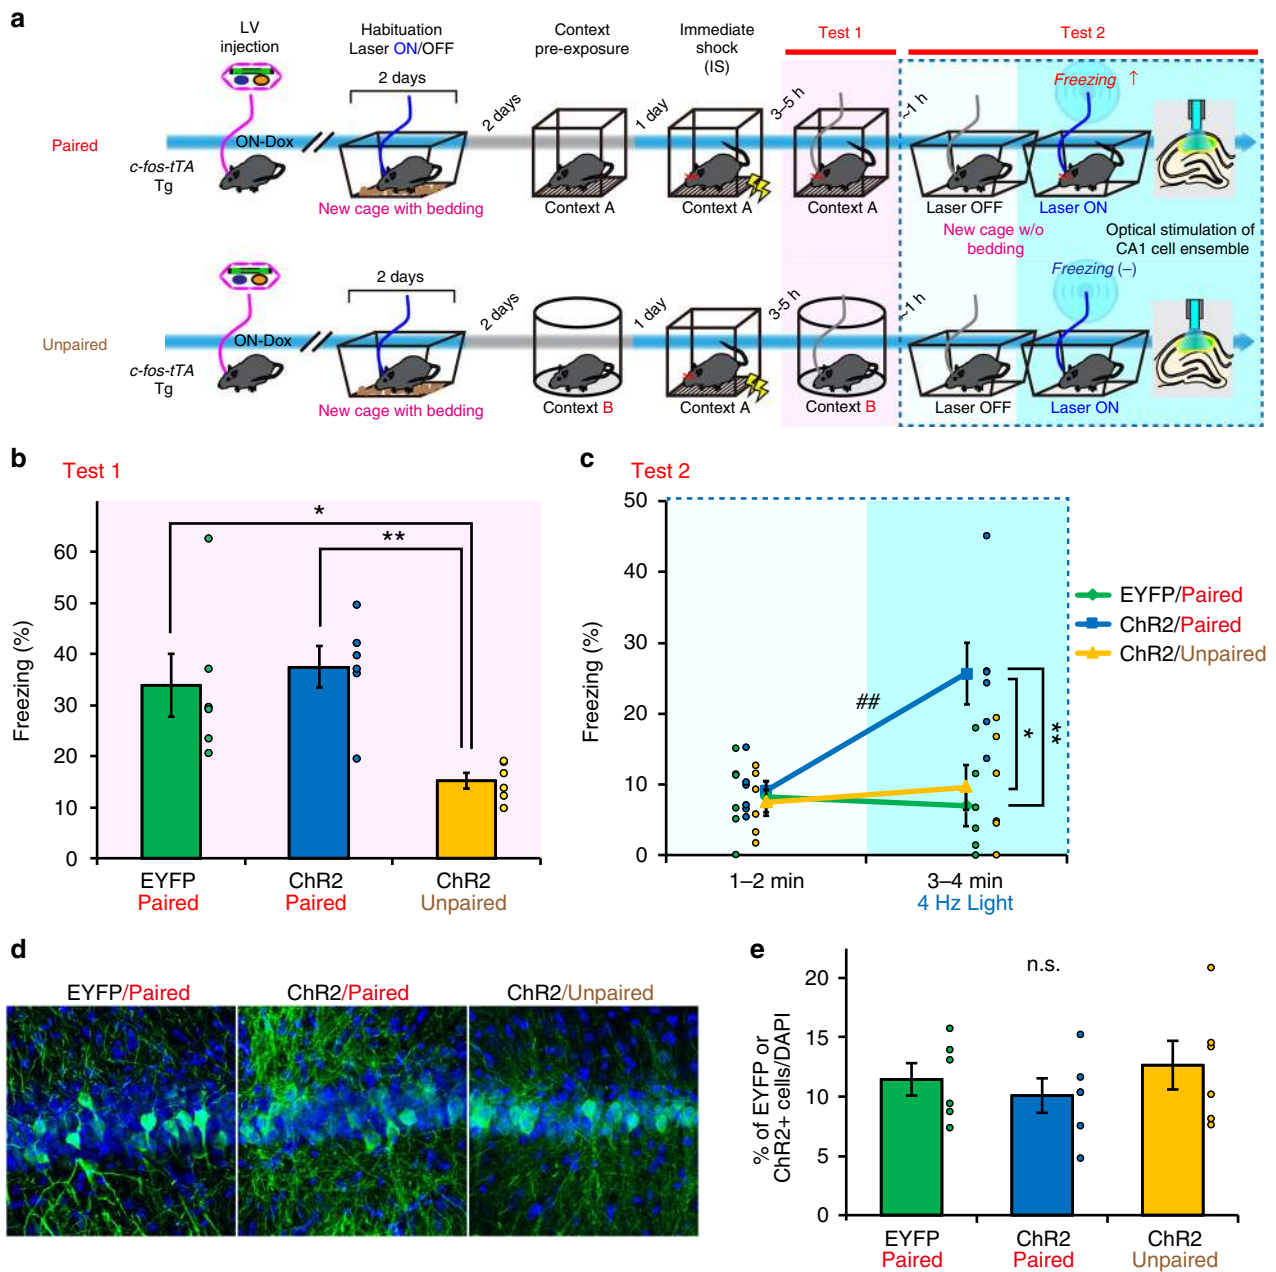 a
LV
injection
Habituation
Laser ON/OFF
2 days
Context
pre-exposure
Immediate
shock
(IS)
Test 1
Test 2
Paired
c-fos-tTA
Tg
ON-Dox
New cage with bedding
2 days
Context A
1 day
Context A
3–5 h
Context A
~1 h
Freezing ↑
Laser OFF
Laser ON
New cage w/o
bedding
Optical stimulation of
CA1 cell ensemble
Unpaired
c-fos-tTA
Tg
ON-Dox
2 days
New cage with bedding
2 days
Context B
1 day
Context A
3–5 h
Context B
~1 h
Freezing (–)
Laser OFF
Laser ON
b
Test 1
Freezing (%)
60
50
40
30
20
10
0
*
**
EYFP
Paired
ChR2
Paired
ChR2
Unpaired
c
Test 2
Freezing (%)
50
40
30
20
10
0
##
*
**
1–2 min
3–4 min
4 Hz Light
EYFP/Paired
ChR2/Paired
ChR2/Unpaired
d
EYFP/Paired
ChR2/Paired
ChR2/Unpaired
e
% of EYFP or
ChR2+ cells/DAPI
20
15
10
5
0
n.s.
EYFP
Paired
ChR2
Paired
ChR2
Unpaired